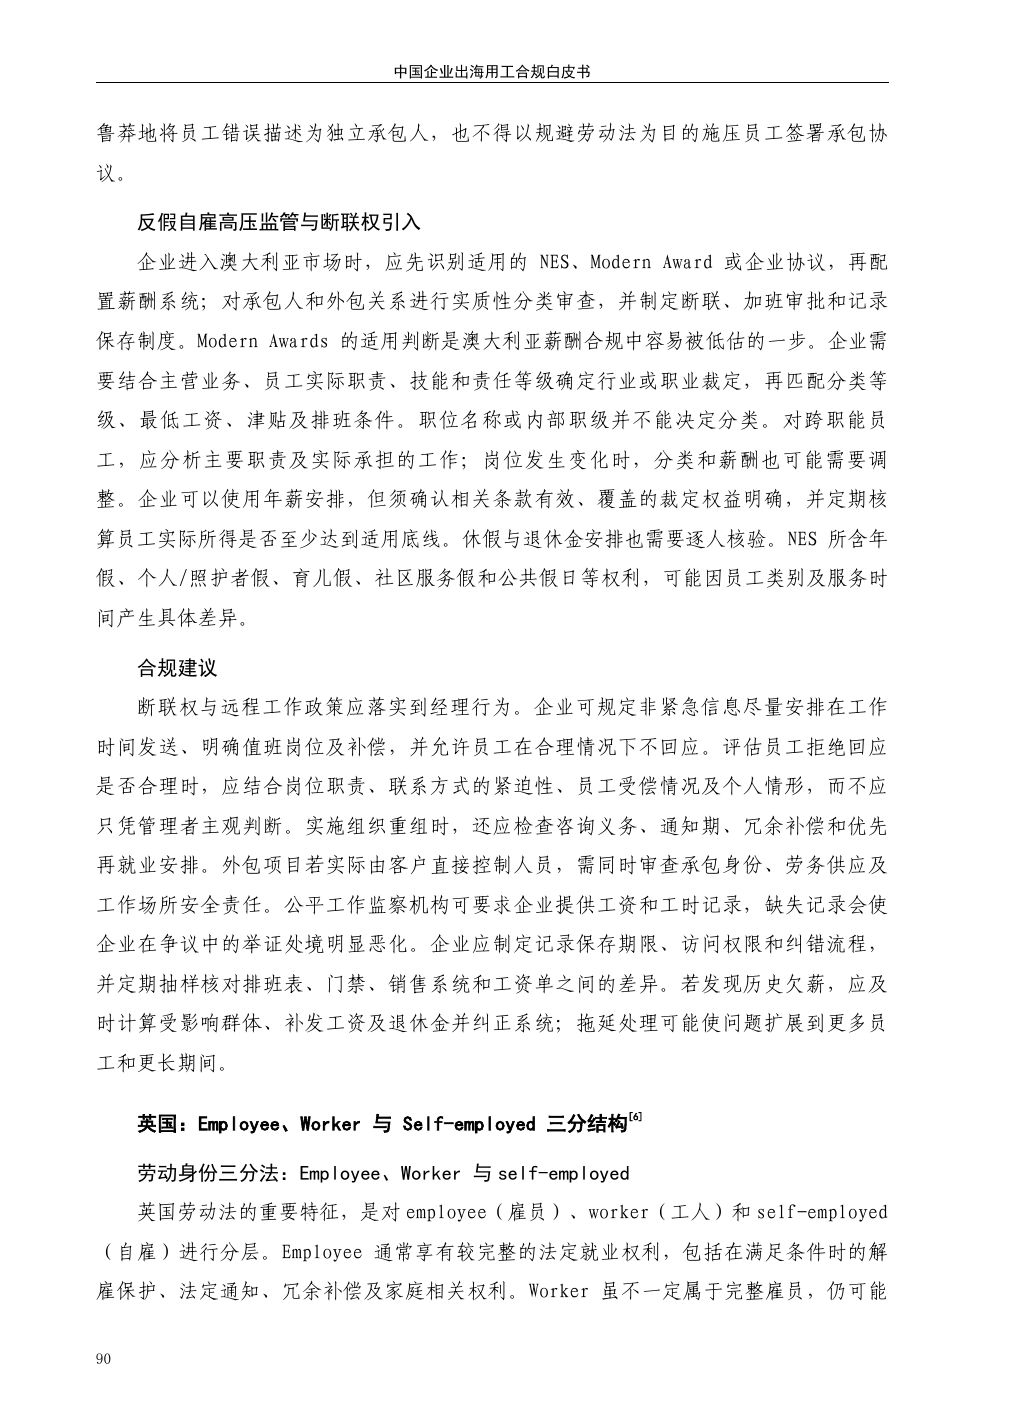 中国企业出海用工合规白皮书
鲁莽地将员工错误描述为独立承包人，也不得以规避劳动法为目的施压员工签署承包协
议。
反假自雇高压监管与断联权引入
企业进入澳大利亚市场时，应先识别适用的 NES、Modern Award 或企业协议，再配
置薪酬系统；对承包人和外包关系进行实质性分类审查，并制定断联、加班审批和记录
保存制度。Modern Awards 的适用判断是澳大利亚薪酬合规中容易被低估的一步。企业需
要结合主营业务、员工实际职责、技能和责任等级确定行业或职业裁定，再匹配分类等
级、最低工资、津贴及排班条件。职位名称或内部职级并不能决定分类。对跨职能员
工，应分析主要职责及实际承担的工作；岗位发生变化时，分类和薪酬也可能需要调
整。企业可以使用年薪安排，但须确认相关条款有效、覆盖的裁定权益明确，并定期核
算员工实际所得是否至少达到适用底线。休假与退休金安排也需要逐人核验。NES 所含年
假、个人/照护者假、育儿假、社区服务假和公共假日等权利，可能因员工类别及服务时
间产生具体差异。
合规建议
断联权与远程工作政策应落实到经理行为。企业可规定非紧急信息尽量安排在工作
时间发送、明确值班岗位及补偿，并允许员工在合理情况下不回应。评估员工拒绝回应
是否合理时，应结合岗位职责、联系方式的紧迫性、员工受偿情况及个人情形，而不应
只凭管理者主观判断。实施组织重组时，还应检查咨询义务、通知期、冗余补偿和优先
再就业安排。外包项目若实际由客户直接控制人员，需同时审查承包身份、劳务供应及
工作场所安全责任。公平工作监察机构可要求企业提供工资和工时记录，缺失记录会使
企业在争议中的举证处境明显恶化。企业应制定记录保存期限、访问权限和纠错流程，
并定期抽样核对排班表、门禁、销售系统和工资单之间的差异。若发现历史欠薪，应及
时计算受影响群体、补发工资及退休金并纠正系统；拖延处理可能使问题扩展到更多员
工和更长期间。
英国：Employee、Worker 与 Self-employed 三分结构[6]
劳动身份三分法：Employee、Worker 与 self-employed
英国劳动法的重要特征，是对 employee（雇员）、worker（工人）和 self-employed
（自雇）进行分层。Employee 通常享有较完整的法定就业权利，包括在满足条件时的解
雇保护、法定通知、冗余补偿及家庭相关权利。Worker 虽不一定属于完整雇员，仍可能
90